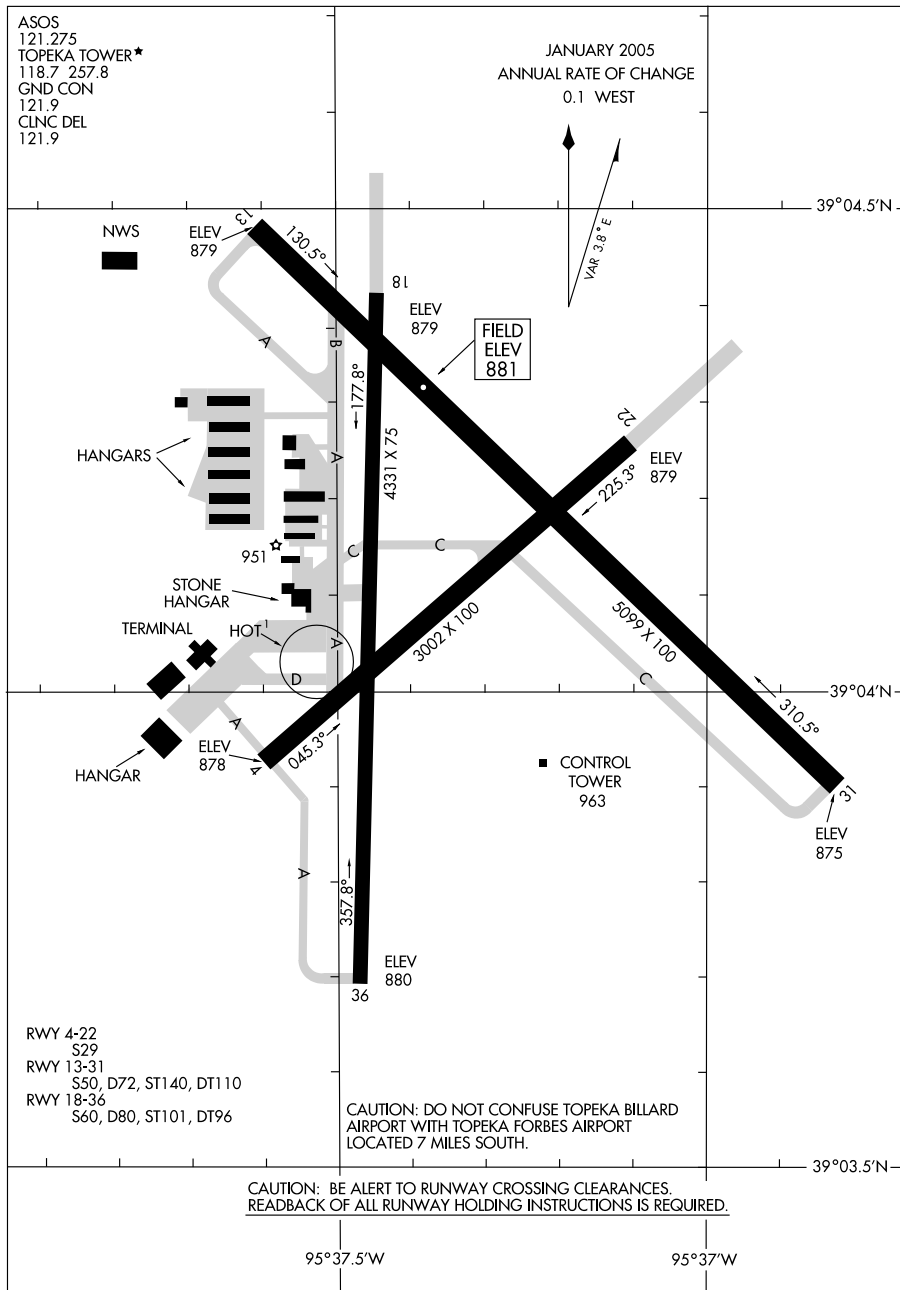 ASOS
121.275
TOPEKA TOWER★
118.7 257.8
GND CON
121.9
CLNC DEL
121.9
JANUARY 2005
ANNUAL RATE OF CHANGE
0.1 WEST
VAR 3.8° E
39°04.5'N
NWS
ELEV
879
13
130.5°
18
ELEV
879
FIELD
ELEV
881
A
B
177.8°
4331 X 75
A
22
ELEV
879
225.3°
HANGARS
951
C
C
STONE
HANGAR
TERMINAL
HOT 1
A
D
3002 X 100
5099 X 100
C
39°04'N
310.5°
A
ELEV
878
4
045.3°
HANGAR
CONTROL
TOWER
963
31
ELEV
875
A
357.8°
ELEV
880
36
RWY 4-22
S29
RWY 13-31
S50, D72, ST140, DT110
RWY 18-36
S60, D80, ST101, DT96
CAUTION: DO NOT CONFUSE TOPEKA BILLARD
AIRPORT WITH TOPEKA FORBES AIRPORT
LOCATED 7 MILES SOUTH.
39°03.5'N
CAUTION: BE ALERT TO RUNWAY CROSSING CLEARANCES.
READBACK OF ALL RUNWAY HOLDING INSTRUCTIONS IS REQUIRED.
95°37.5'W
95°37'W